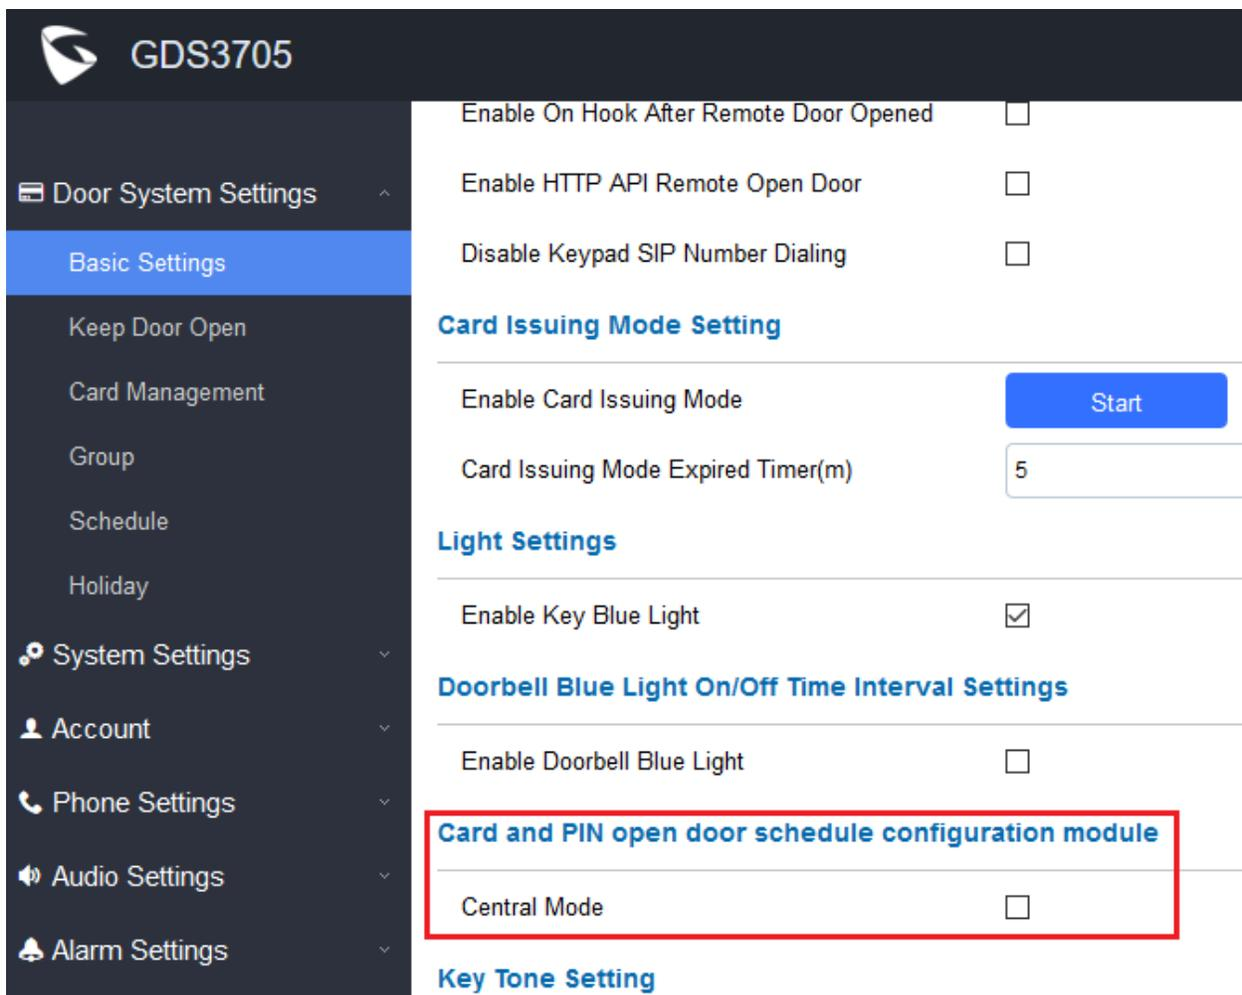 GDS3705
Door System Settings
Basic Settings
Keep Door Open
Card Management
Group
Schedule
Holiday
System Settings
Account
Phone Settings
Audio Settings
Alarm Settings
Enable On Hook After Remote Door Opened
Enable HTTP API Remote Open Door
Disable Keypad SIP Number Dialing
Card Issuing Mode Setting
Enable Card Issuing Mode Start
Card Issuing Mode Expired Timer(m) 5
Light Settings
Enable Key Blue Light
Doorbell Blue Light On/Off Time Interval Settings
Enable Doorbell Blue Light
Card and PIN open door schedule configuration module
Central Mode
Key Tone Setting